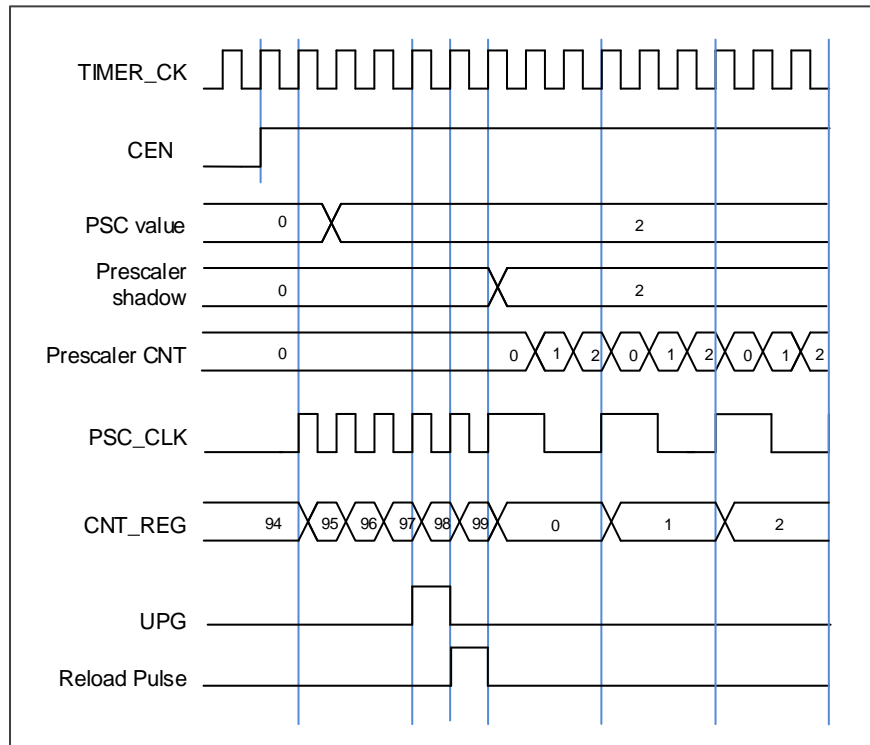 TIMER_CK
CEN
PSC value 0 2
Prescaler
shadow 0 2
Prescaler CNT 0 0 1 2 0 1 2 0 1 2
PSC_CLK
CNT_REG 94 95 96 97 98 99 0 1 2
UPG
Reload Pulse